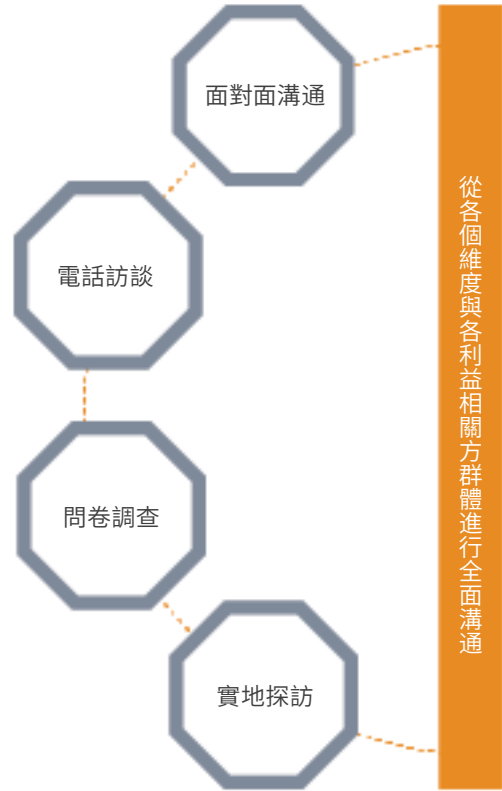 面對面溝通
電話訪談
問卷調查
實地探訪
從各個維度與各利益相關方群體進行全面溝通